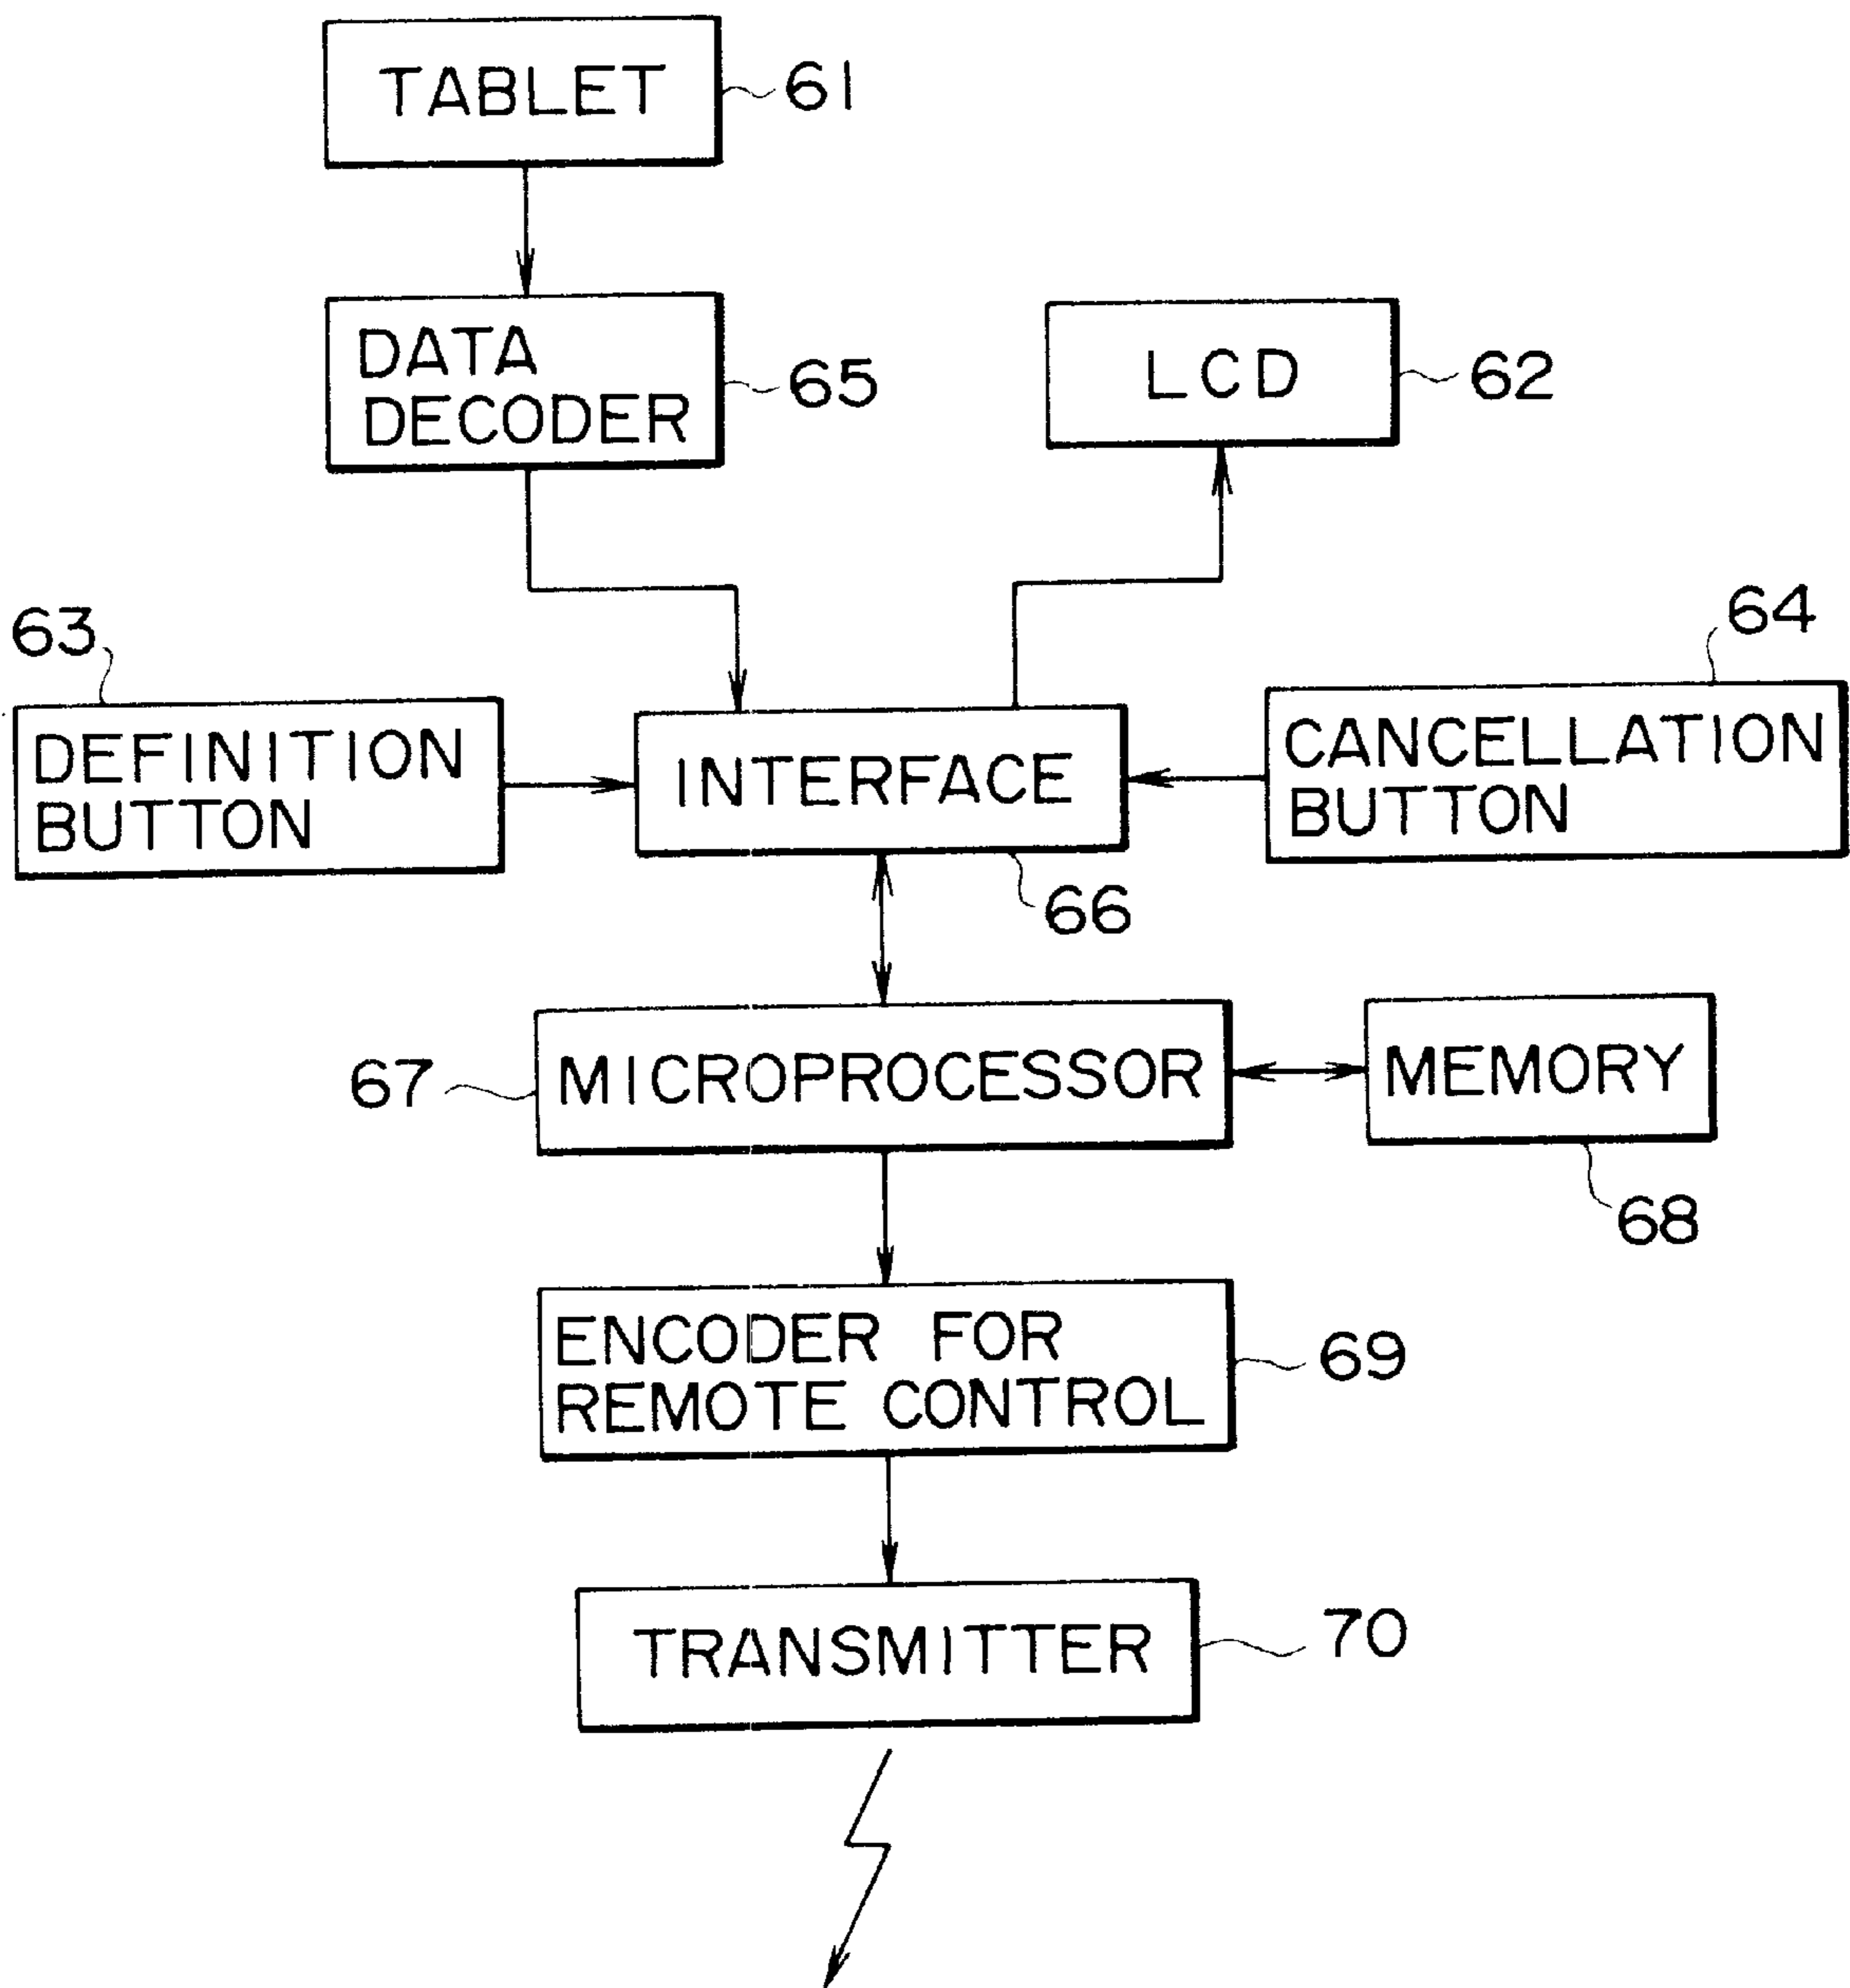 TABLET
61
DATA
DECODER
65
LCD
62
63
DEFINITION
BUTTON
INTERFACE
66
64
CANCELLATION
BUTTON
67
MICROPROCESSOR
MEMORY
68
ENCODER FOR
REMOTE CONTROL
69
TRANSMITTER
70